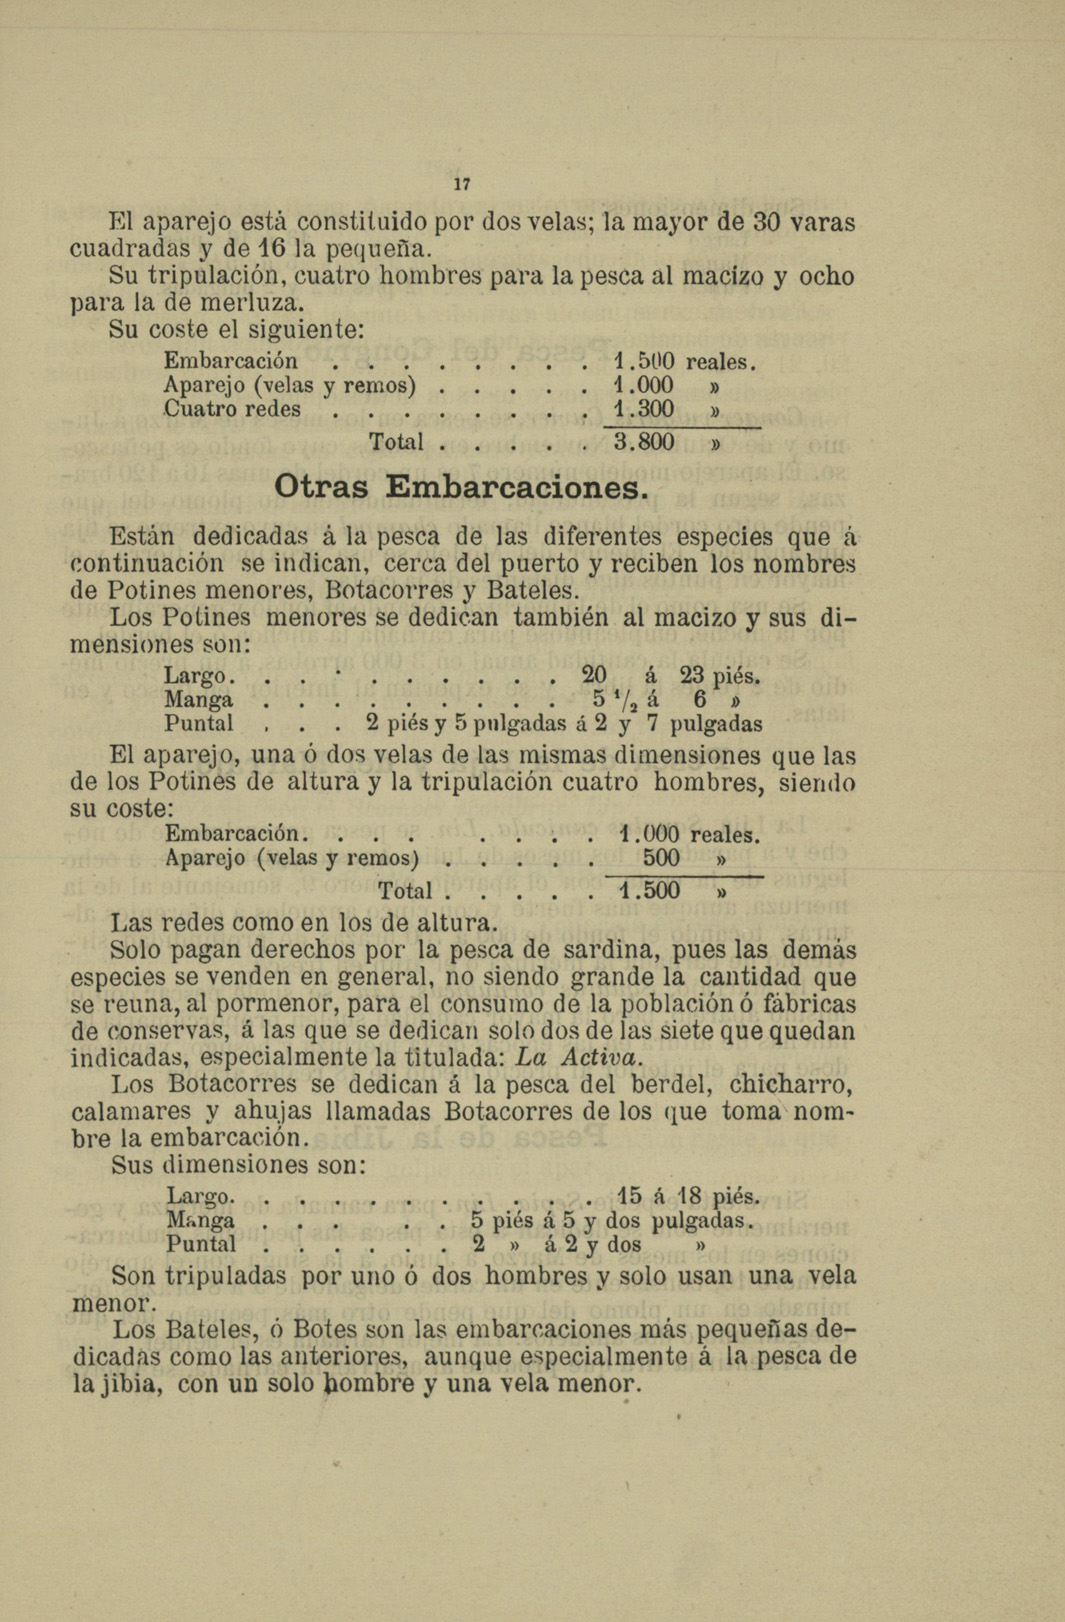 17
El aparejo está constituido por dos velas; la mayor de 30 varas
cuadradas y de 16 la pequeña.
Su tripulación, cuatro hombres para la pesca al macizo y ocho
para la de merluza.
Su coste el siguiente:
Embarcación . . . . . . . . 1.500 reales.
Aparejo (velas y remos) . . . . . 1.000 »
Cuatro redes . . . . . . . . 1.300 »
Total . . . . . 3.800 »
Otras Embarcaciones.
Están dedicadas á la pesca de las diferentes especies que á
continuación se indican, cerca del puerto y reciben los nombres
de Potines menores, Botacorres y Bateles.
Los Potines menores se dedican también al macizo y sus di-
mensiones son:
Largo. . . . . . . . . . 20 á 23 piés.
Manga . . . . . . . . . 5 1/2 á 6 »
Puntal . . . 2 piés y 5 pulgadas á 2 y 7 pulgadas
El aparejo, una ó dos velas de las mismas dimensiones que las
de los Potines de altura y la tripulación cuatro hombres, siendo
su coste:
Embarcación. . . . . . . . 1.000 reales.
Aparejo (velas y remos) . . . . . 500 »
Total . . . . . 1.500 »
Las redes como en los de altura.
Solo pagan derechos por la pesca de sardina, pues las demás
especies se venden en general, no siendo grande la cantidad que
se reuna, al pormenor, para el consumo de la población ó fábricas
de conservas, á las que se dedican solo dos de las siete que quedan
indicadas, especialmente la titulada: La Activa.
Los Botacorres se dedican á la pesca del berdel, chicharro,
calamares y ahujas llamadas Botacorres de los que toma nom-
bre la embarcación.
Sus dimensiones son:
Largo. . . . . . . . . . . 15 á 18 piés.
Manga . . . . . 5 piés á 5 y dos pulgadas.
Puntal . . . . . . 2 » á 2 y dos »
Son tripuladas por uno ó dos hombres y solo usan una vela
menor.
Los Bateles, ó Botes son las embarcaciones más pequeñas de-
dicadas como las anteriores, aunque especialmente á la pesca de
la jibia, con un solo hombre y una vela menor.